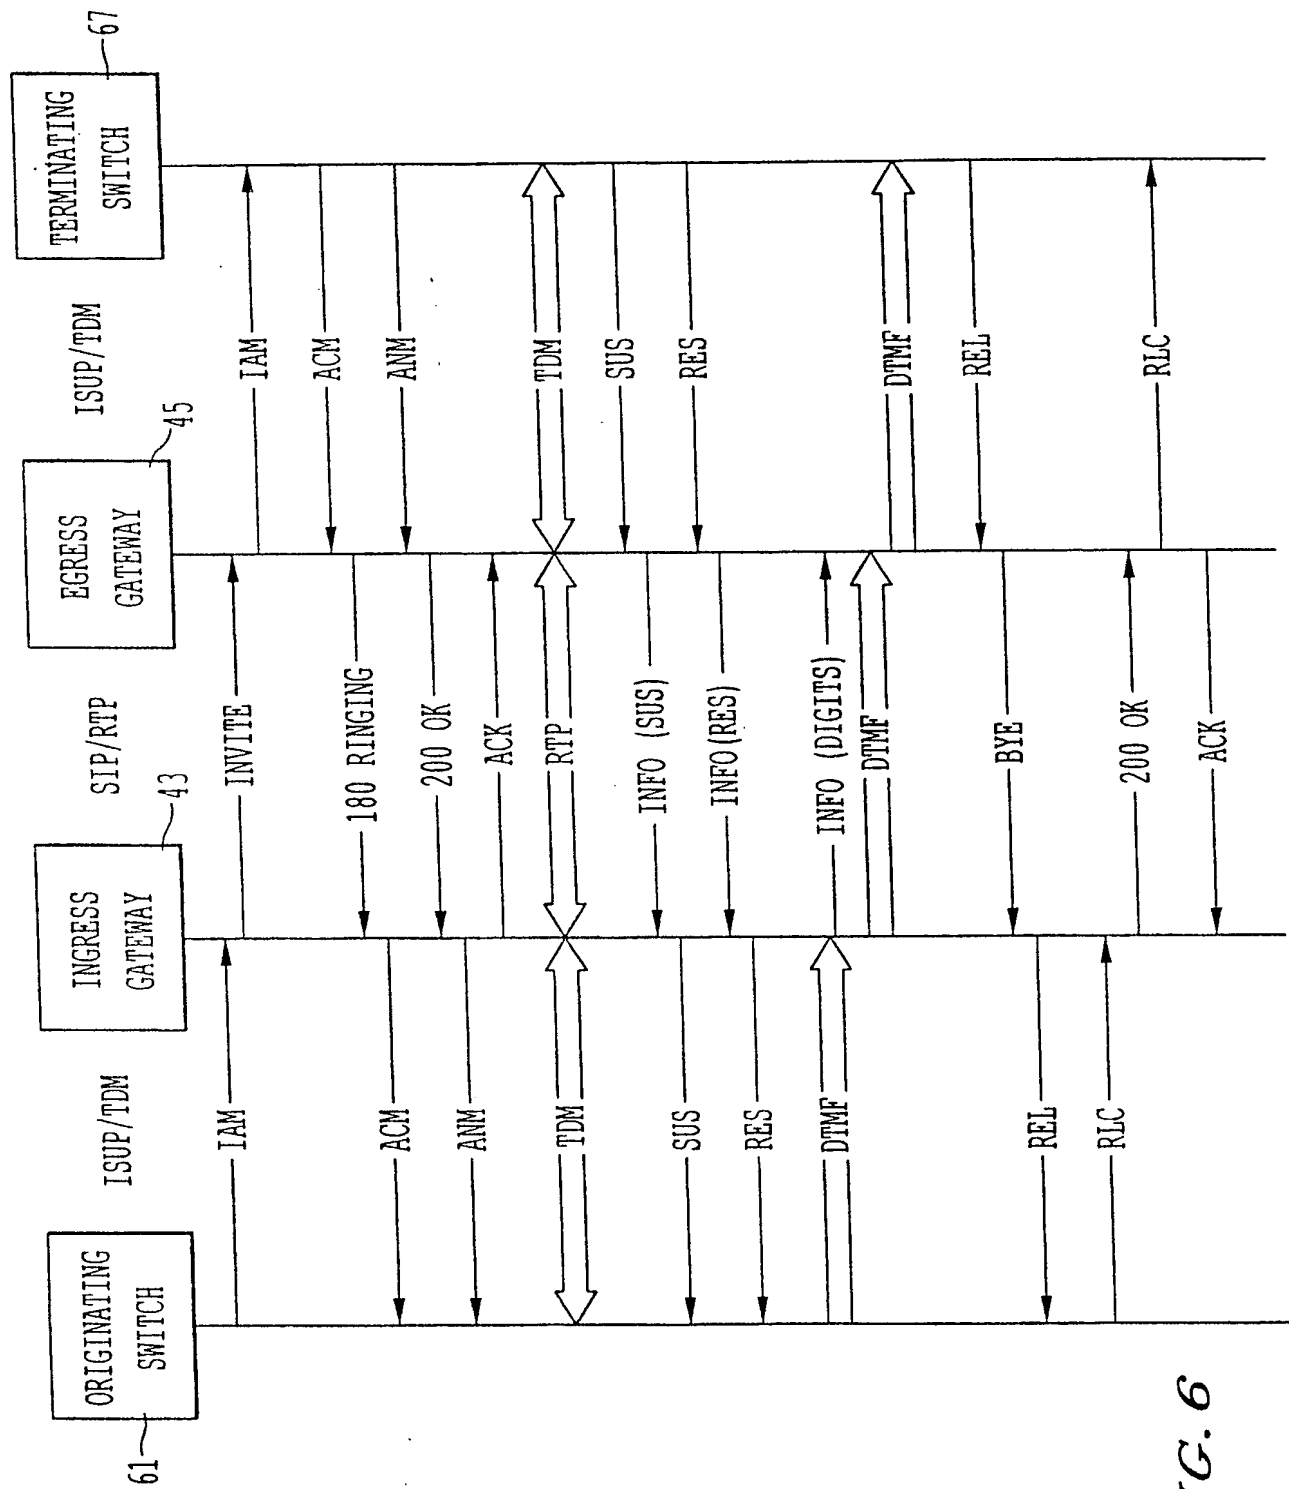 61
ORIGINATING
SWITCH
ISUP/TDM
INGRESS
GATEWAY
43
SIP/RTP
EGRESS
GATEWAY
45
ISUP/TDM
TERMINATING
SWITCH
67
IAM
INVITE
IAM
ACM
180 RINGING
ACM
ANM
200 OK
ANM
ACK
TDM
RTP
TDM
SUS
INFO (SUS)
SUS
RES
INFO(RES)
RES
DTMF
INFO (DIGITS)
DTMF
DTMF
REL
BYE
REL
RLC
200 OK
RLC
ACK
G. 6